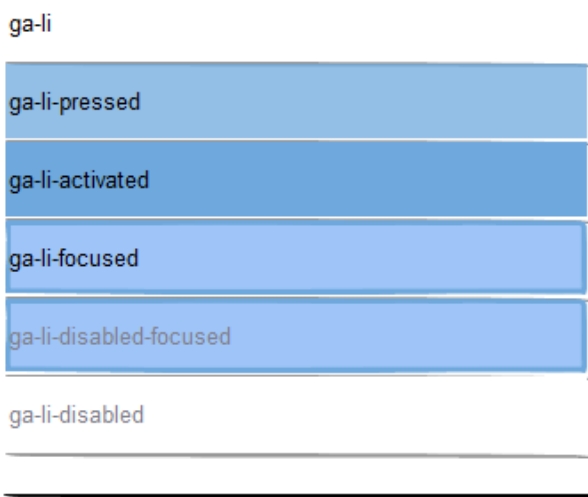 ga-li
ga-li-pressed
ga-li-activated
ga-li-focused
ga-li-disabled-focused
ga-li-disabled